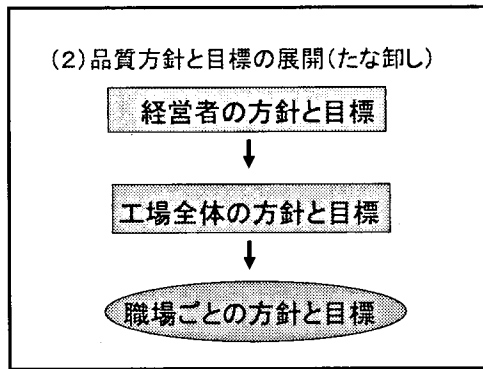 (2)品質方針と目標の展開(たな卸し)
経営者の方針と目標
工場全体の方針と目標
職場ごとの方針と目標